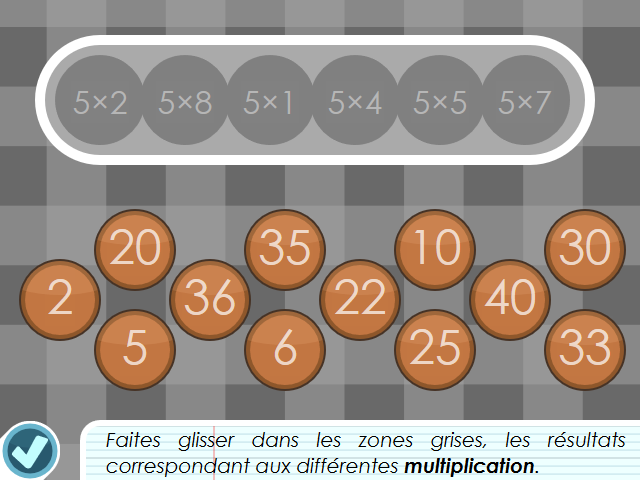 5×2 5×8 5×1 5×4 5×5 5×7
20 35 10 30
2 36 22 40
5 6 25 33
Faites glisser dans les zones grises, les résultats
correspondant aux différentes multiplication.